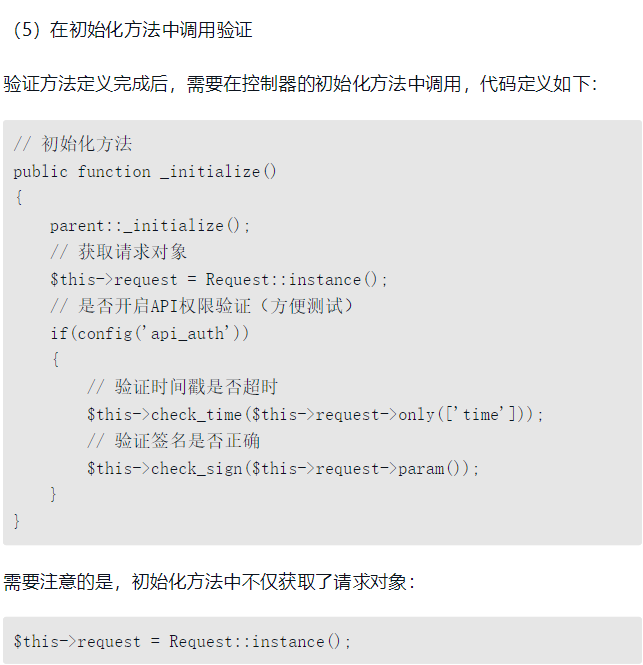 （5）在初始化方法中调用验证
验证方法定义完成后，需要在控制器的初始化方法中调用，代码定义如下：
// 初始化方法
public function _initialize()
{
    parent::_initialize();
    // 获取请求对象
    $this->request = Request::instance();
    // 是否开启API权限验证（方便测试）
    if(config('api_auth'))
    {
        // 验证时间戳是否超时
        $this->check_time($this->request->only(['time']));
        // 验证签名是否正确
        $this->check_sign($this->request->param());
    }
}
需要注意的是，初始化方法中不仅获取了请求对象：
$this->request = Request::instance();